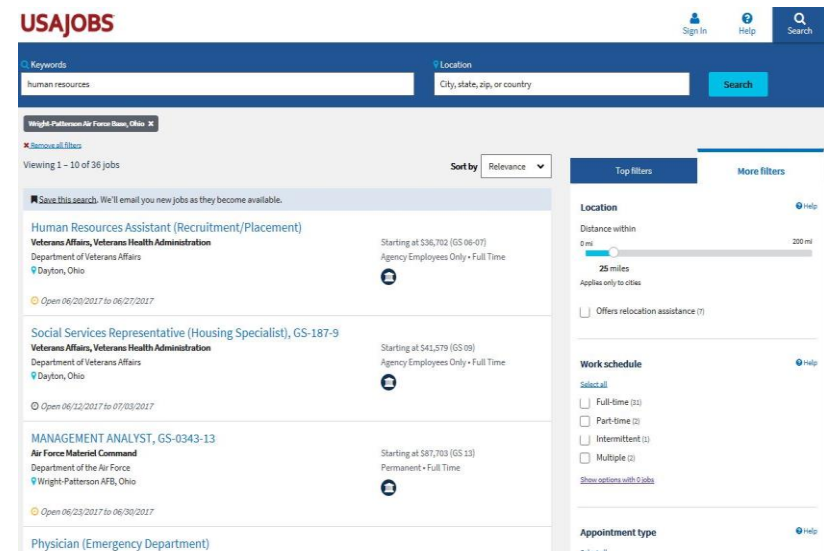 USAJOBS
Sign In
Help
Search
Keywords
Location
human resources
City, state, zip, or country
Search
Wright-Patterson Air Force Base, Ohio ✕
✖ Remove all filters
Viewing 1 – 10 of 36 jobs
Sort by Relevance
Save this search. We'll email you new jobs as they become available.
Human Resources Assistant (Recruitment/Placement)
Veterans Affairs, Veterans Health Administration
Starting at $36,702 (GS 06-07)
Department of Veterans Affairs
Agency Employees Only • Full Time
Dayton, Ohio
Open 06/20/2017 to 06/27/2017
Social Services Representative (Housing Specialist), GS-187-9
Veterans Affairs, Veterans Health Administration
Starting at $41,579 (GS 09)
Department of Veterans Affairs
Agency Employees Only • Full Time
Dayton, Ohio
Open 06/12/2017 to 07/03/2017
MANAGEMENT ANALYST, GS-0343-13
Air Force Materiel Command
Starting at $87,703 (GS 13)
Department of the Air Force
Permanent • Full Time
Wright-Patterson AFB, Ohio
Open 06/23/2017 to 06/30/2017
Physician (Emergency Department)
Top filters
More filters
Location
Help
Distance within
0 mi
200 mi
25 miles
Applies only to cities
Offers relocation assistance (7)
Work schedule
Help
Select all
Full-time (31)
Part-time (2)
Intermittent (1)
Multiple (2)
Show options with 0 jobs
Appointment type
Help